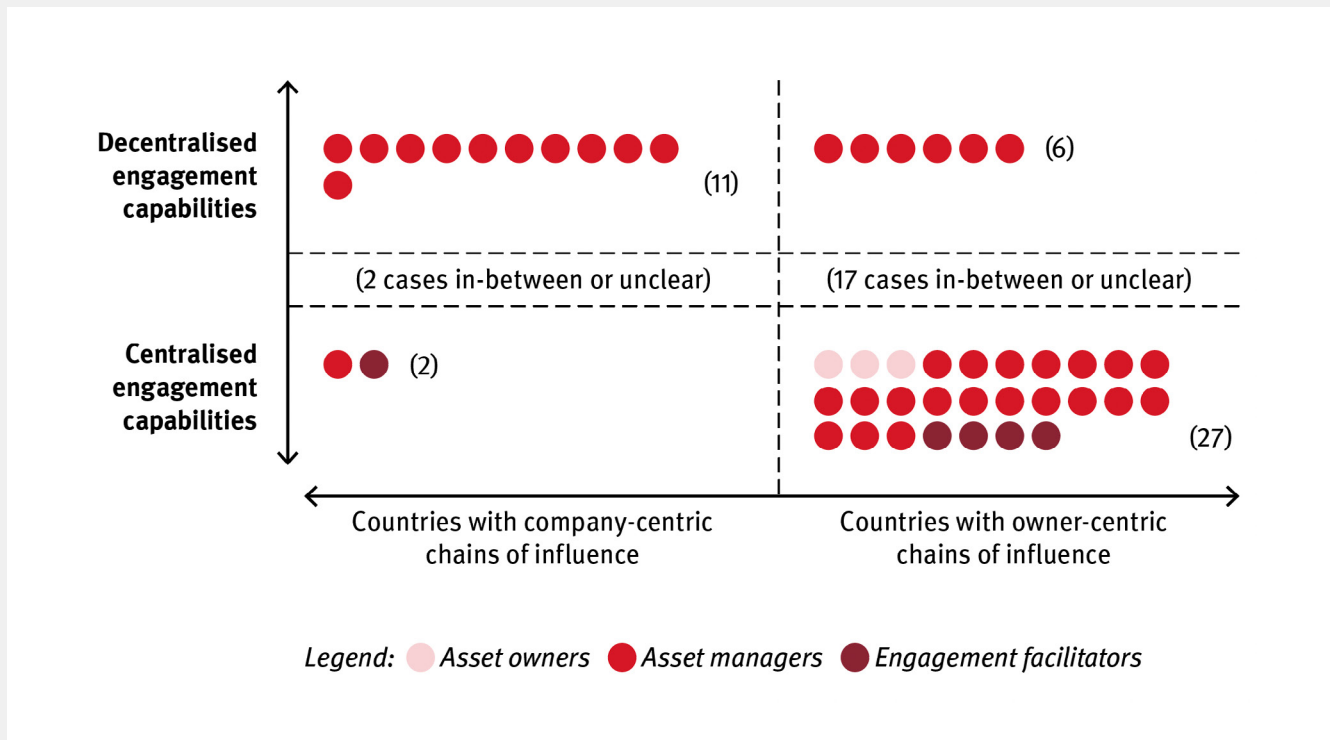 Decentralised
engagement
capabilities
(11)
(6)
(2 cases in-between or unclear)
(17 cases in-between or unclear)
Centralised
engagement
capabilities
(2)
(27)
Countries with company-centric
chains of influence
Countries with owner-centric
chains of influence
Legend: Asset owners Asset managers Engagement facilitators